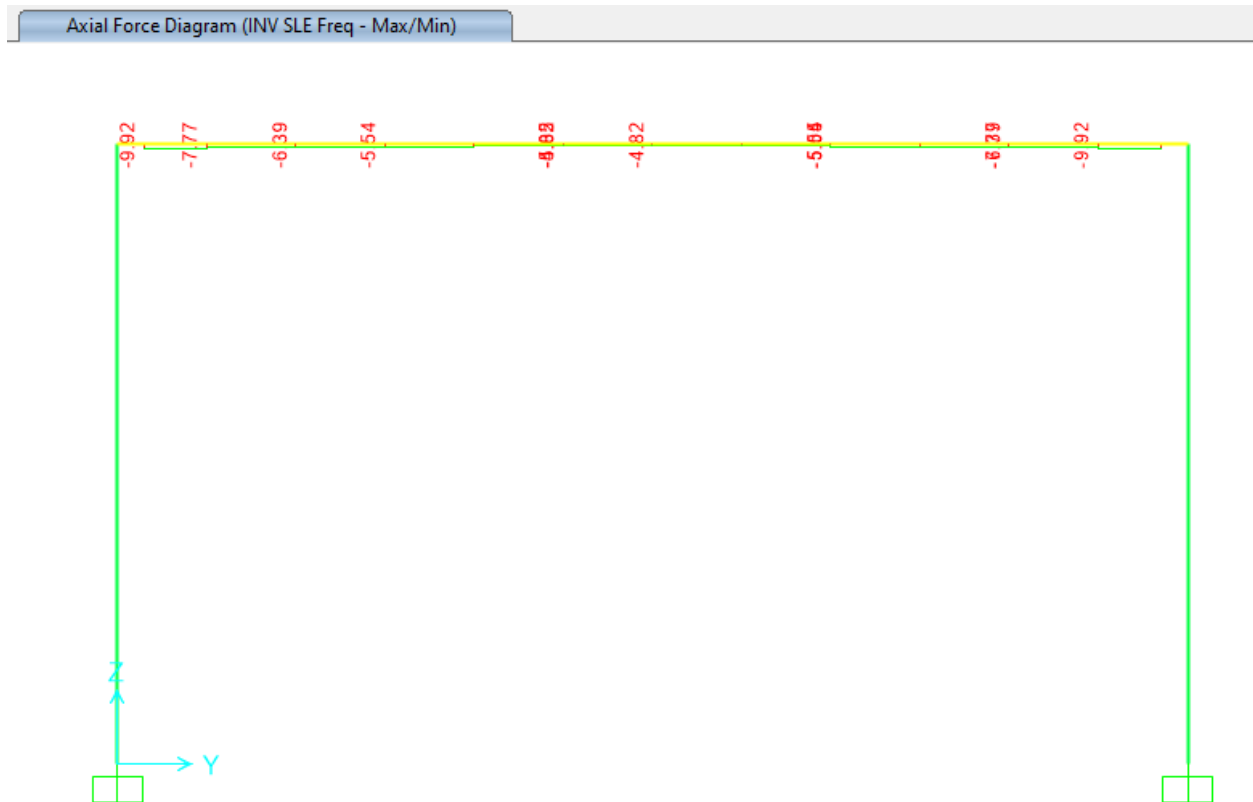 Axial Force Diagram (INV SLE Freq - Max/Min)
-9.92
-7.77
-6.39
-5.54
-4.82
-9.92
Z
Y